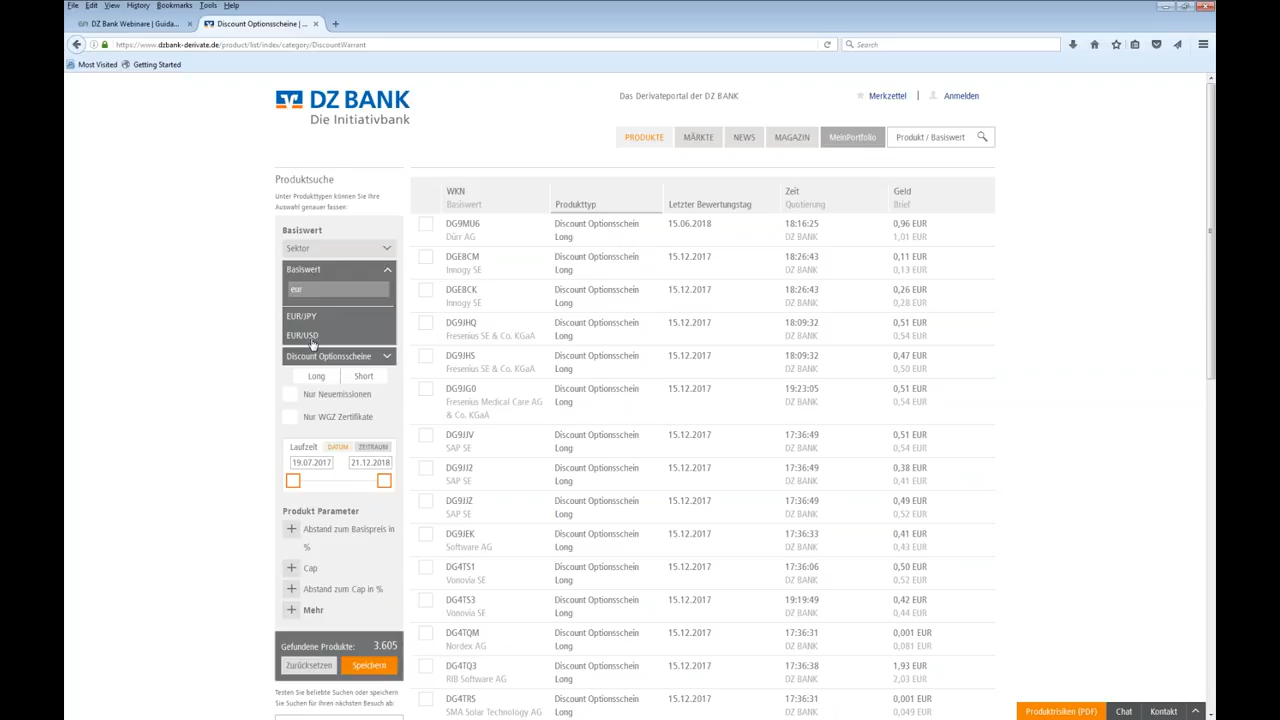 File Edit View History Bookmarks Tools Help
DZ Bank Webinare | Guida... × Discount Optionsscheine | ... × +
https://www.dzbank-derivate.de/product/list/index/category/DiscountWarrant
Search
Most Visited Getting Started
DZ BANK
Die Initiativbank
Das Derivateportal der DZ BANK
Merkzettel | Anmelden
PRODUKTE MÄRKTE NEWS MAGAZIN MeinPortfolio Produkt / Basiswert
Produktsuche
Unter Produkttypen können Sie Ihre
Auswahl genauer fassen:
Basiswert
Sektor
Basiswert
eur
EUR/JPY
EUR/USD
Discount Optionsscheine
Long Short
Nur Neuemissionen
Nur WGZ Zertifikate
Laufzeit DATUM ZEITRAUM
19.07.2017 21.12.2018
Produkt Parameter
+ Abstand zum Basispreis in
%
+ Cap
+ Abstand zum Cap in %
+ Mehr
Gefundene Produkte: 3.605
Zurücksetzen Speichern
Testen Sie beliebte Suchen oder speichern
Sie Suchen für Ihren nächsten Besuch ab:
WKN Zeit Geld
Basiswert Produkttyp Letzter Bewertungstag Quotierung Brief
DG9MU6 Discount Optionsschein 15.06.2018 18:16:25 0,96 EUR
Dürr AG Long DZ BANK 1,01 EUR
DGE8CM Discount Optionsschein 15.12.2017 18:26:43 0,11 EUR
Innogy SE Long DZ BANK 0,13 EUR
DGE8CK Discount Optionsschein 15.12.2017 18:26:43 0,26 EUR
Innogy SE Long DZ BANK 0,28 EUR
DG9JHQ Discount Optionsschein 15.12.2017 18:09:32 0,51 EUR
Fresenius SE & Co. KGaA Long DZ BANK 0,54 EUR
DG9JHS Discount Optionsschein 15.12.2017 18:09:32 0,47 EUR
Fresenius SE & Co. KGaA Long DZ BANK 0,50 EUR
DG9JG0 Discount Optionsschein 15.12.2017 19:23:05 0,51 EUR
Fresenius Medical Care AG Long DZ BANK 0,54 EUR
& Co. KGaA
DG9JJV Discount Optionsschein 15.12.2017 17:36:49 0,51 EUR
SAP SE Long DZ BANK 0,54 EUR
DG9JJ2 Discount Optionsschein 15.12.2017 17:36:49 0,38 EUR
SAP SE Long DZ BANK 0,41 EUR
DG9JJZ Discount Optionsschein 15.12.2017 17:36:49 0,49 EUR
SAP SE Long DZ BANK 0,52 EUR
DG9JEK Discount Optionsschein 15.12.2017 17:36:33 0,41 EUR
Software AG Long DZ BANK 0,43 EUR
DG4TS1 Discount Optionsschein 15.12.2017 17:36:06 0,50 EUR
Vonovia SE Long DZ BANK 0,52 EUR
DG4TS3 Discount Optionsschein 15.12.2017 19:19:49 0,42 EUR
Vonovia SE Long DZ BANK 0,44 EUR
DG4TQM Discount Optionsschein 15.12.2017 17:36:31 0,001 EUR
Nordex AG Long DZ BANK 0,081 EUR
DG4TQ3 Discount Optionsschein 15.12.2017 17:36:38 1,93 EUR
RIB Software AG Long DZ BANK 2,03 EUR
DG4TRS Discount Optionsschein 15.12.2017 17:36:31 0,001 EUR
SMA Solar Technology AG Long DZ BANK 0,049 EUR
Produktrisiken (PDF) Chat Kontakt